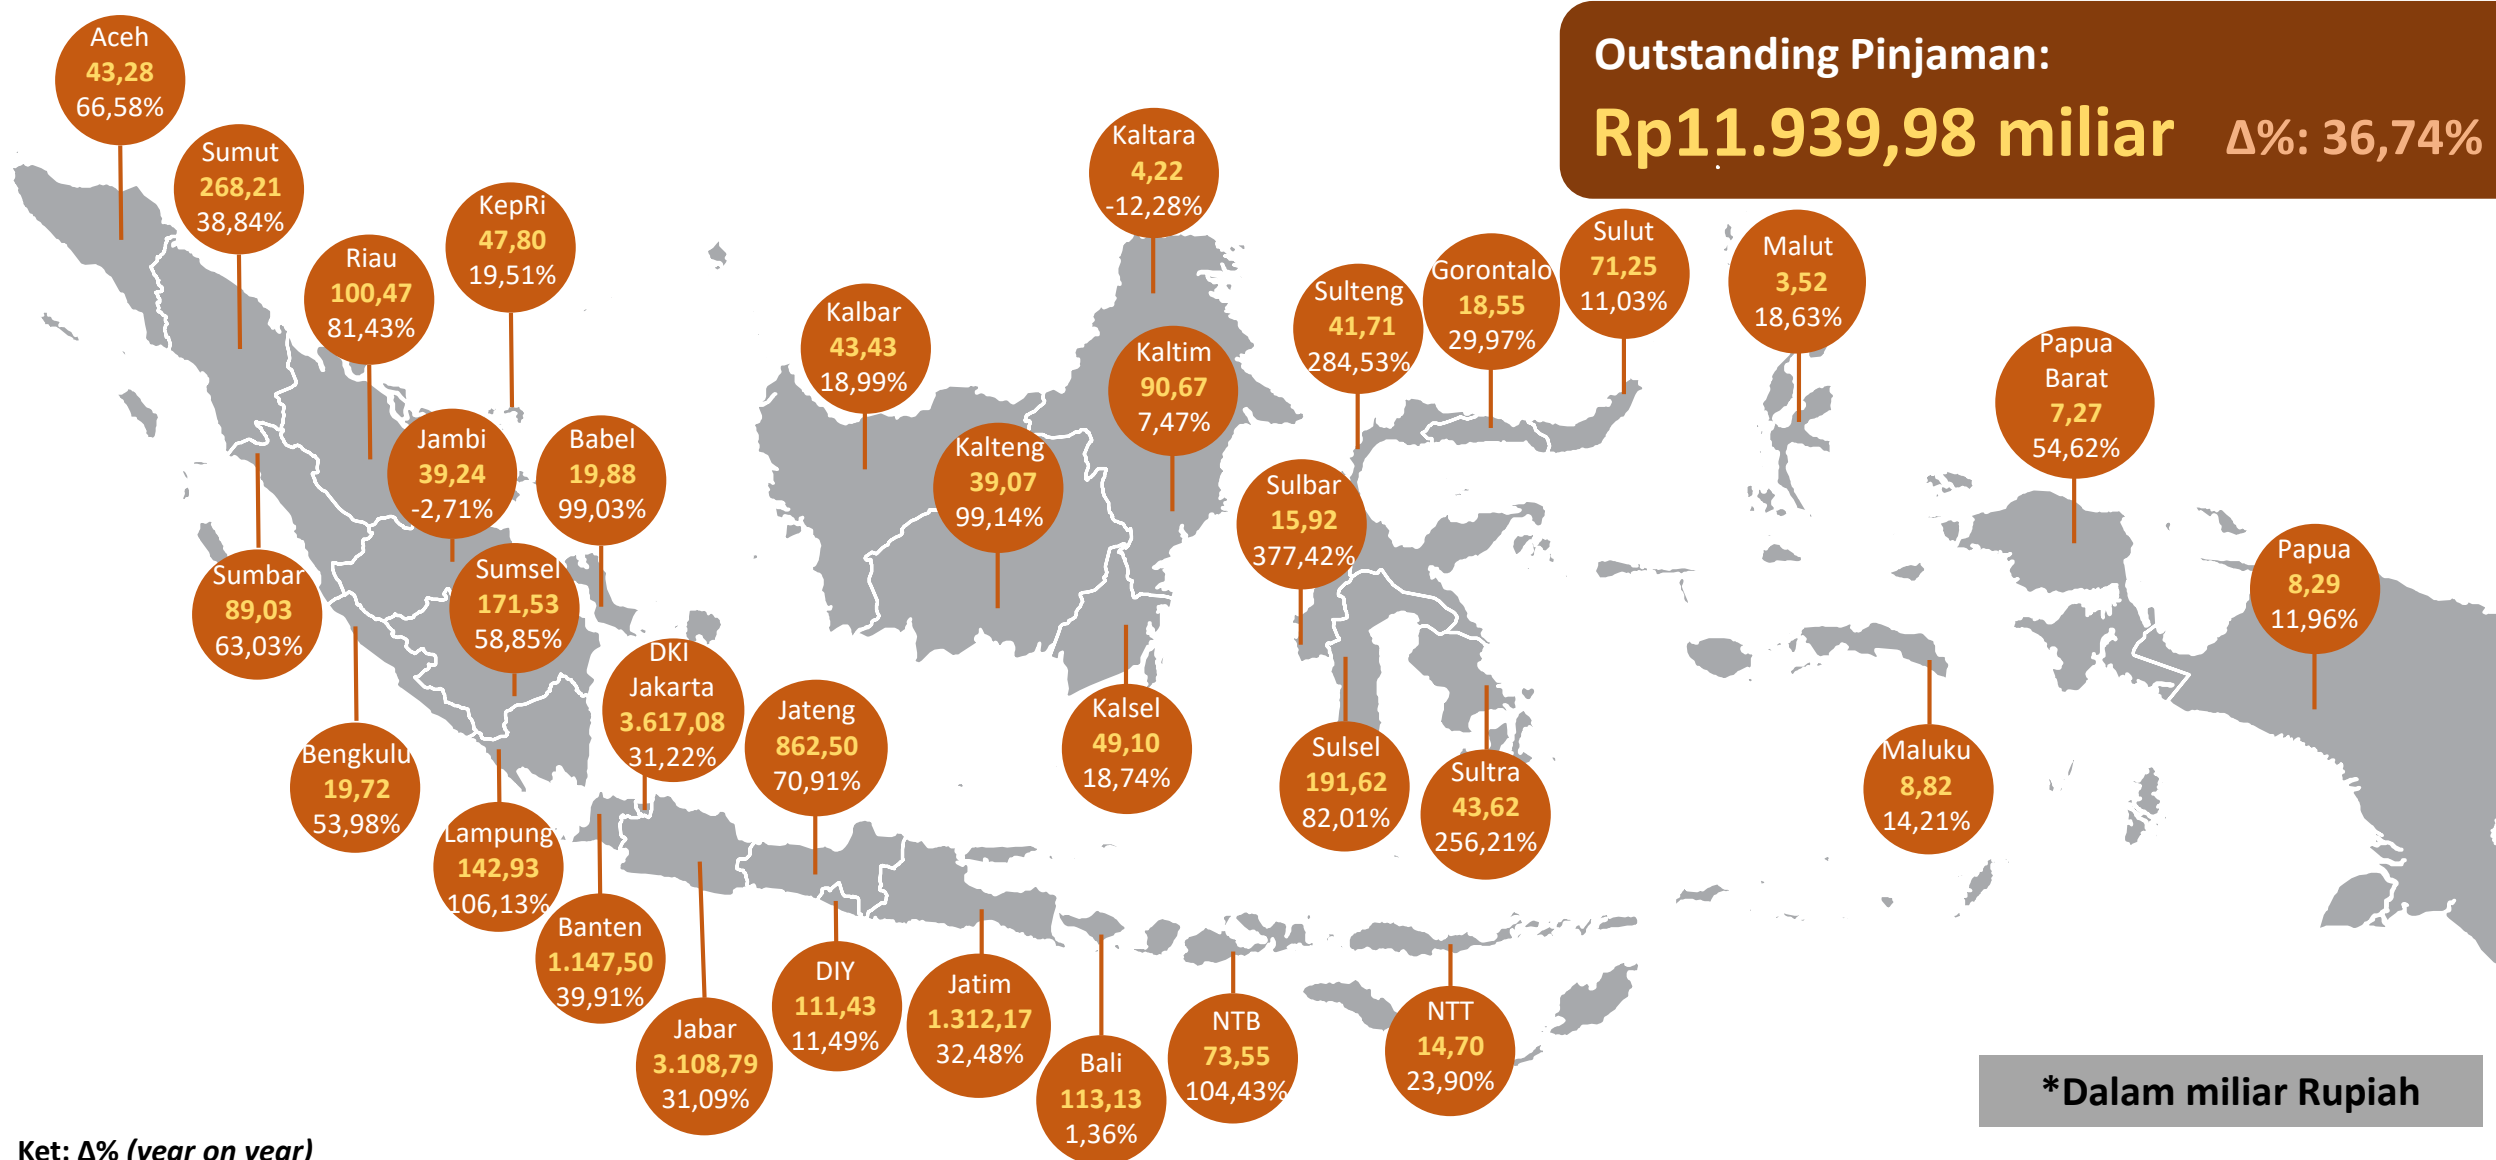 Outstanding Pinjaman:
Rp11.939,98 miliar
Δ%: 36,74%
Aceh
43,28
66,58%
Sumut
268,21
38,84%
Riau
100,47
81,43%
KepRi
47,80
19,51%
Jambi
39,24
-2,71%
Babel
19,88
99,03%
Sumbar
89,03
63,03%
Sumsel
171,53
58,85%
Bengkulu
19,72
53,98%
Lampung
142,93
106,13%
DKI
Jakarta
3.617,08
31,22%
Banten
1.147,50
39,91%
Jabar
3.108,79
31,09%
Jateng
862,50
70,91%
DIY
111,43
11,49%
Jatim
1.312,17
32,48%
Bali
113,13
1,36%
NTB
73,55
104,43%
NTT
14,70
23,90%
Kalbar
43,43
18,99%
Kalteng
39,07
99,14%
Kaltara
4,22
-12,28%
Kaltim
90,67
7,47%
Kalsel
49,10
18,74%
Sulteng
41,71
284,53%
Gorontalo
18,55
29,97%
Sulut
71,25
11,03%
Sulbar
15,92
377,42%
Sulsel
191,62
82,01%
Sultra
43,62
256,21%
Malut
3,52
18,63%
Maluku
8,82
14,21%
Papua
Barat
7,27
54,62%
Papua
8,29
11,96%
*Dalam miliar Rupiah
Ket: Δ% (year on year)